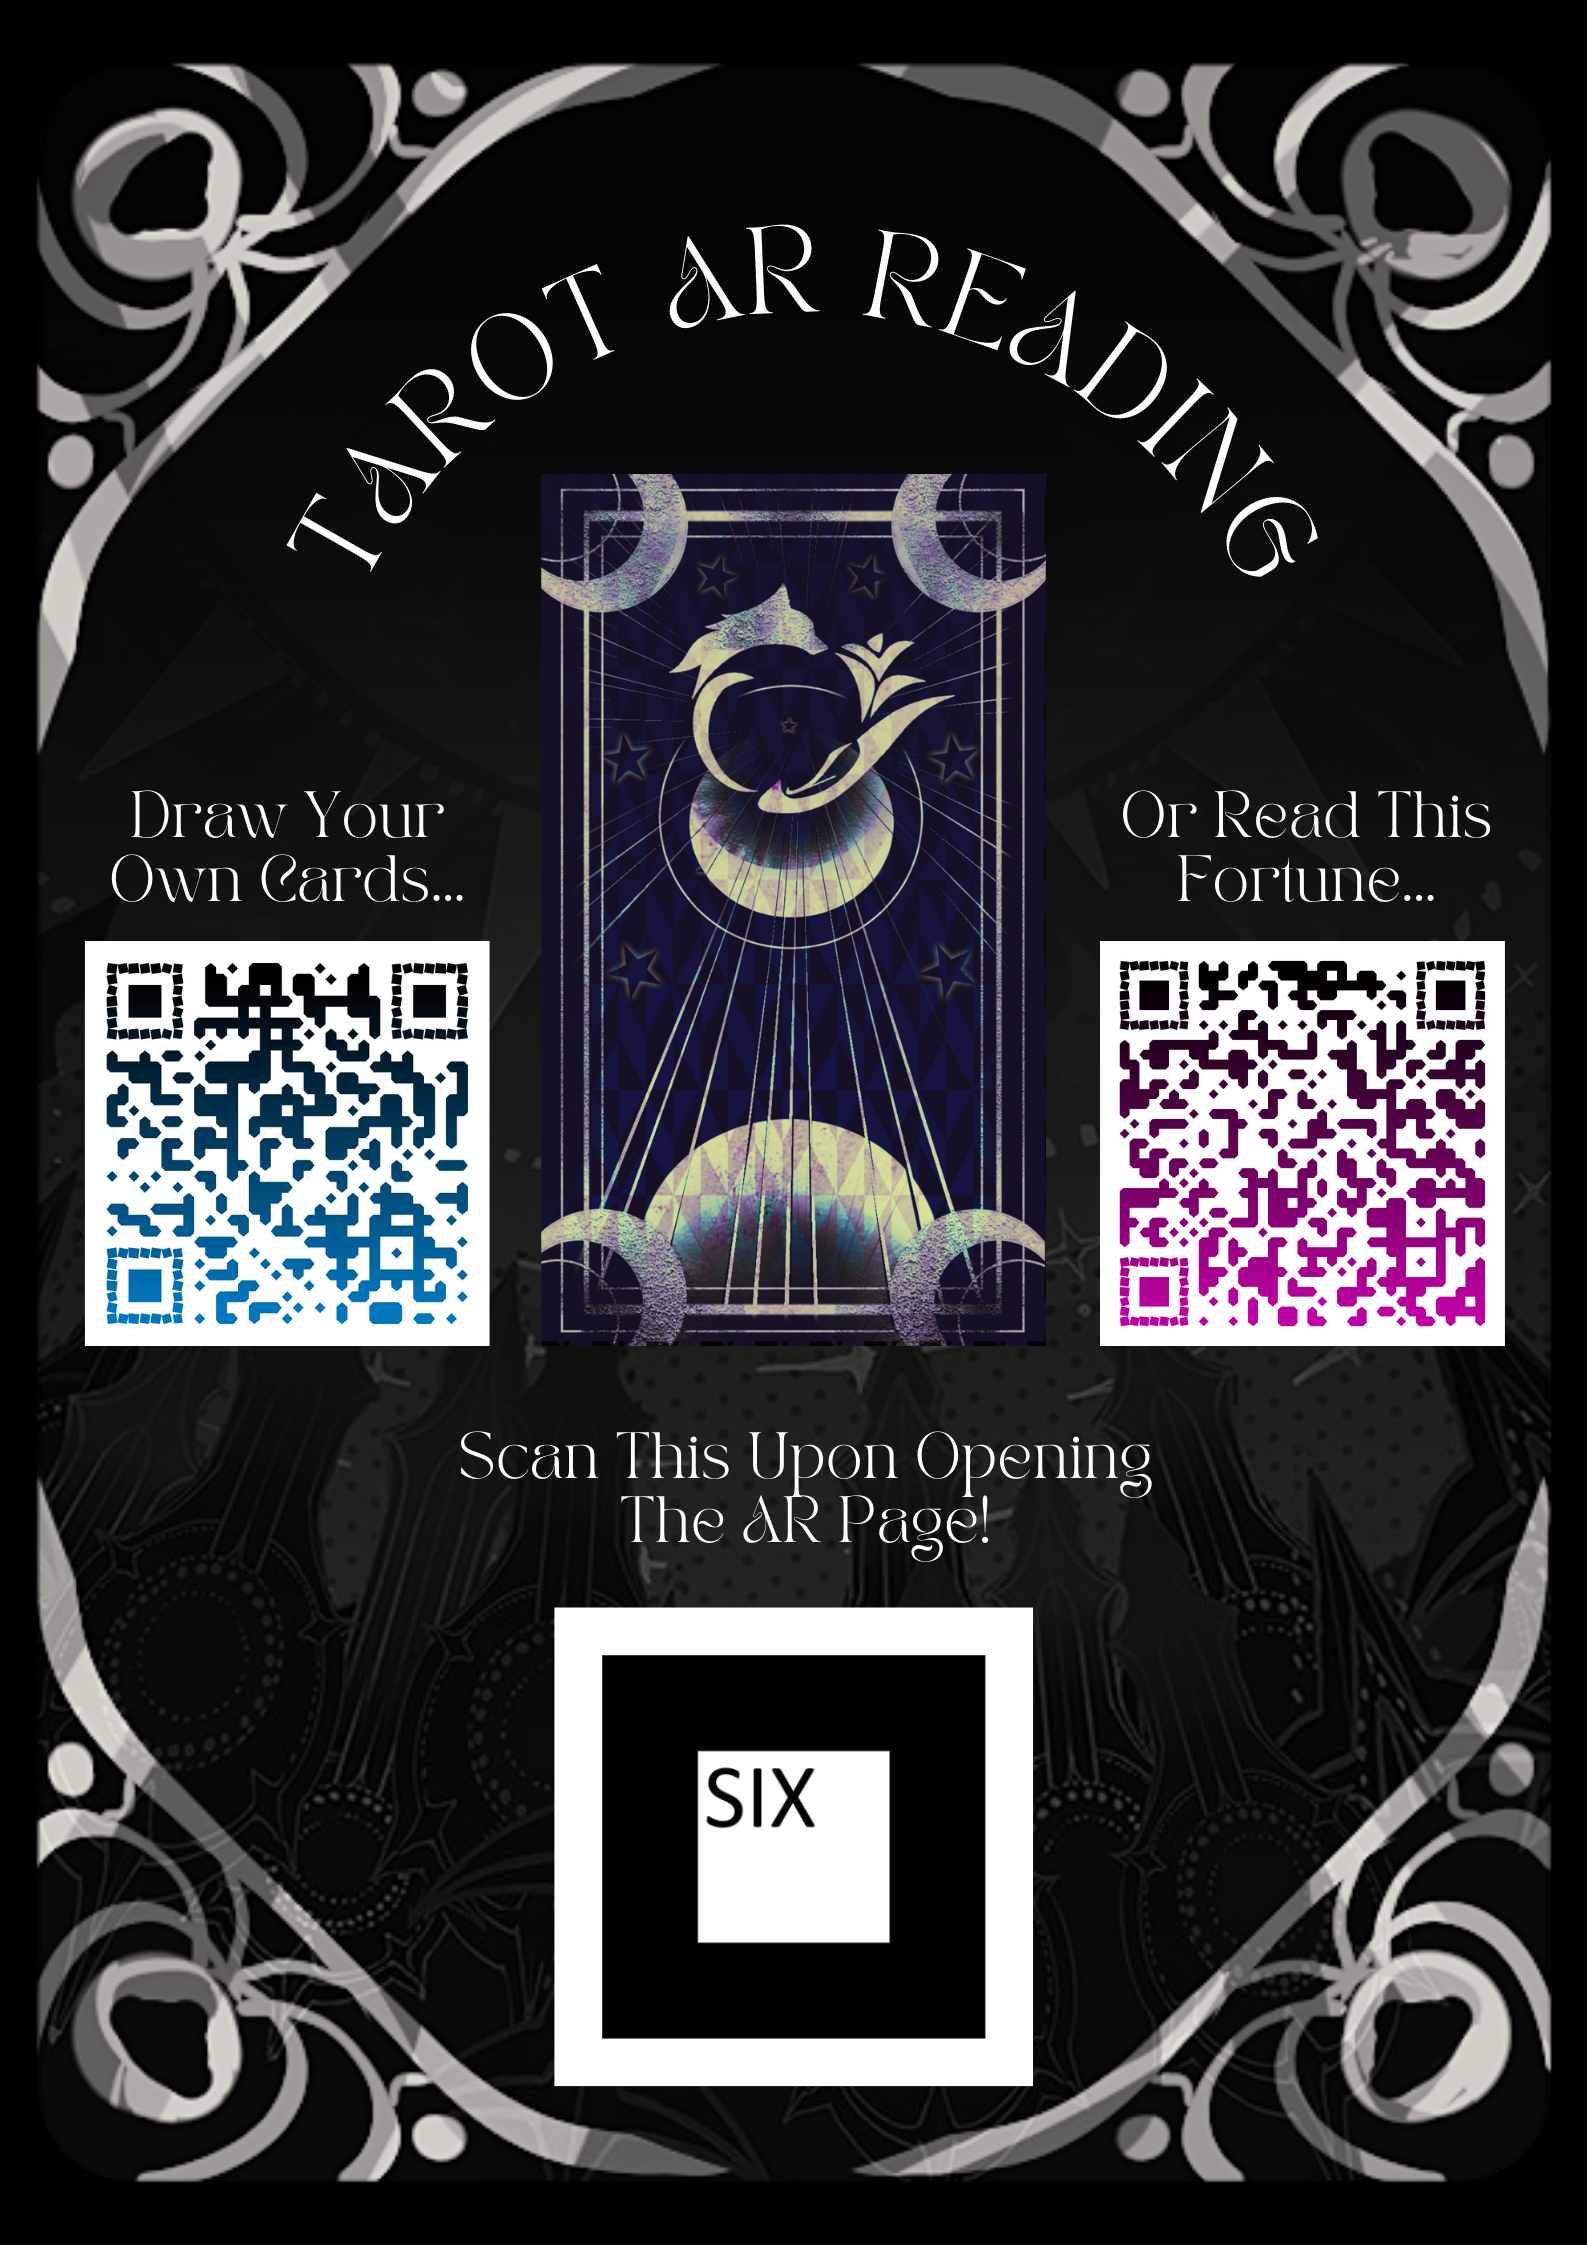 TAROT AR READING
Draw Your
Own Cards...
Or Read This
Fortune...
Scan This Upon Opening
The AR Page!
SIX